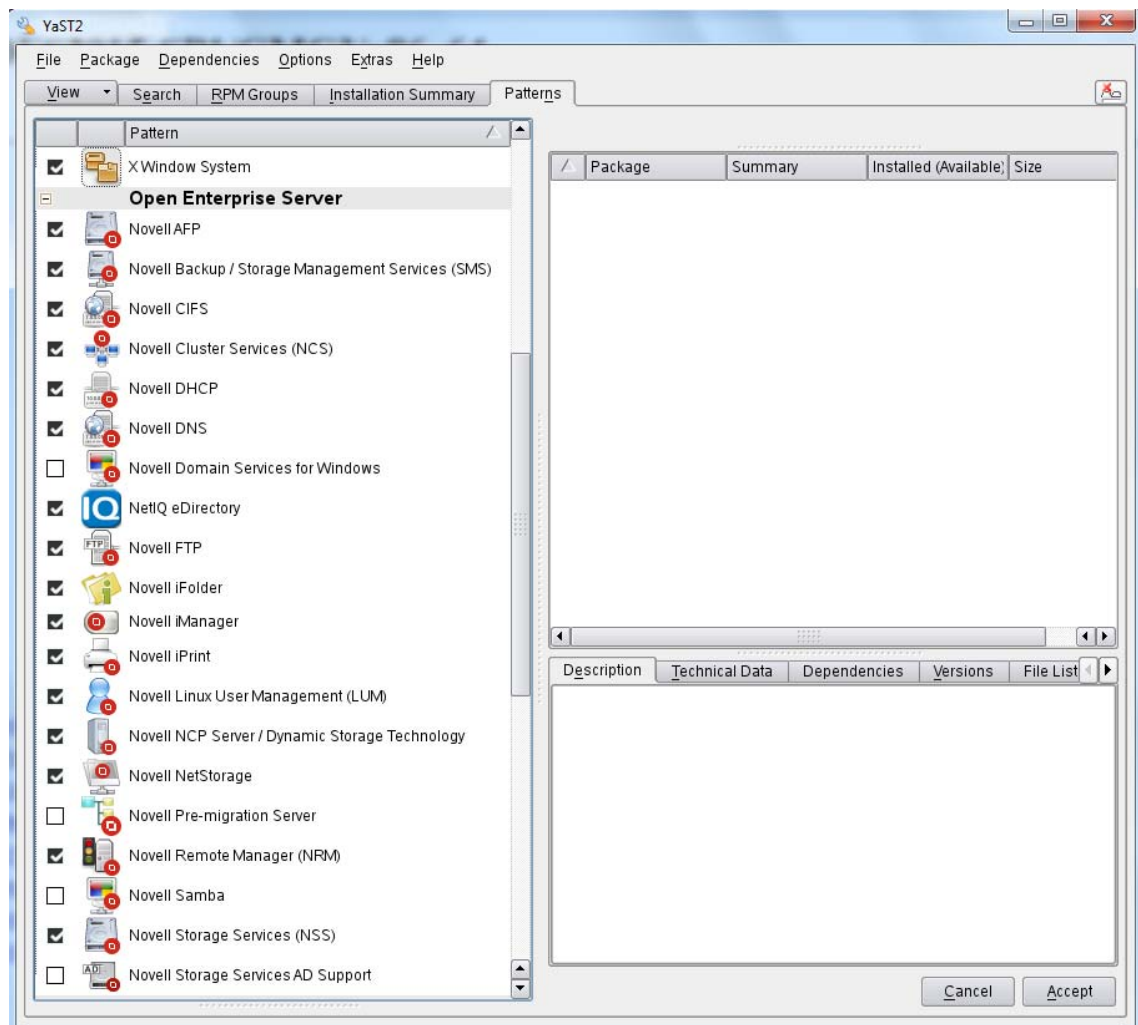 YaST2
File Package Dependencies Options Extras Help
View Search RPM Groups Installation Summary Patterns
Pattern
X Window System
Open Enterprise Server
Novell AFP
Novell Backup / Storage Management Services (SMS)
Novell CIFS
Novell Cluster Services (NCS)
Novell DHCP
Novell DNS
Novell Domain Services for Windows
IQ NetIQ eDirectory
FTP Novell FTP
Novell iFolder
Novell iManager
Novell iPrint
Novell Linux User Management (LUM)
Novell NCP Server / Dynamic Storage Technology
Novell NetStorage
Novell Pre-migration Server
Novell Remote Manager (NRM)
Novell Samba
Novell Storage Services (NSS)
AD Novell Storage Services AD Support
Package Summary Installed (Available) Size
Description Technical Data Dependencies Versions File List
Cancel Accept